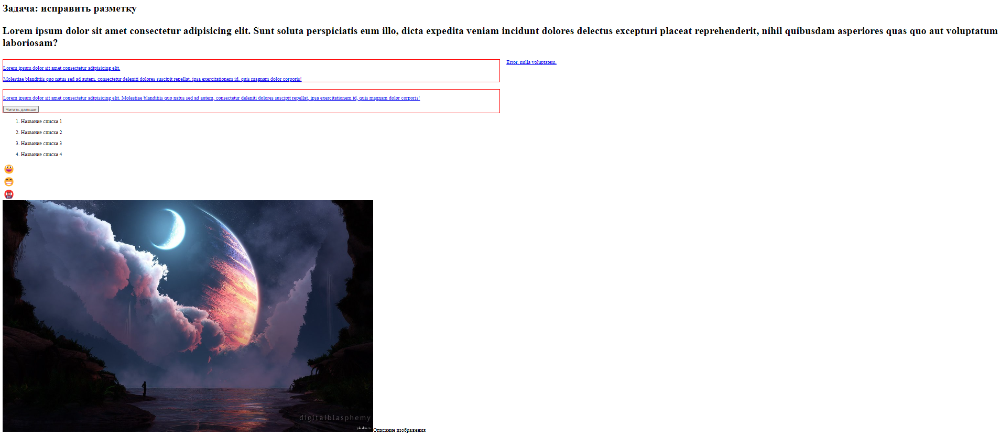 Задача: исправить разметку
Lorem ipsum dolor sit amet consectetur adipisicing elit. Sunt soluta perspiciatis eum illo, dicta expedita veniam incidunt dolores delectus excepturi placeat reprehenderit, nihil quibusdam asperiores quas quo aut voluptatum
laboriosam?
Lorem ipsum dolor sit amet consectetur adipisicing elit.
Molestiae blanditiis quo natus sed ad autem, consectetur deleniti dolores suscipit repellat, ipsa exercitationem id, quis magnam dolor corporis!
Error, nulla voluptatem.
Lorem ipsum dolor sit amet consectetur adipisicing elit. Molestiae blanditiis quo natus sed ad autem, consectetur deleniti dolores suscipit repellat, ipsa exercitationem id, quis magnam dolor corporis!
Читать дальше
1. Название списка 1
2. Название списка 2
3. Название списка 3
4. Название списка 4
digitalblasphemy
pikabu.ru
Описание изображения